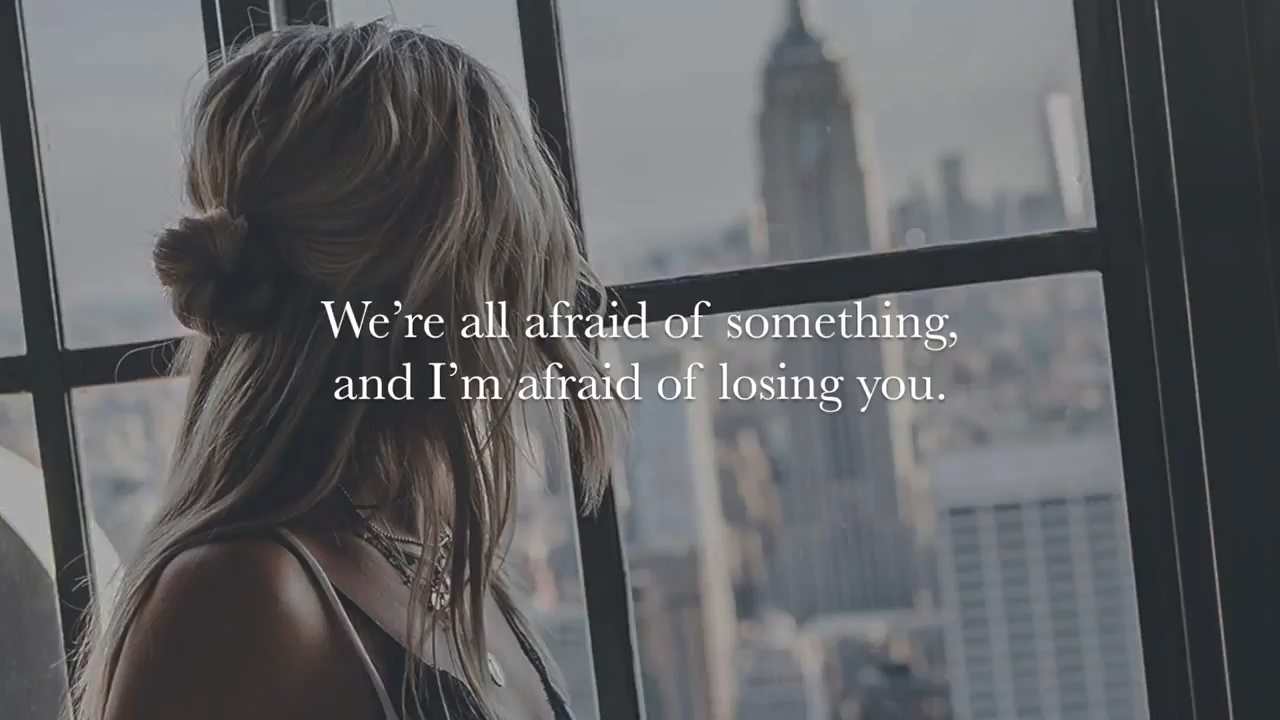 We’re all afraid of something,
and I’m afraid of losing you.